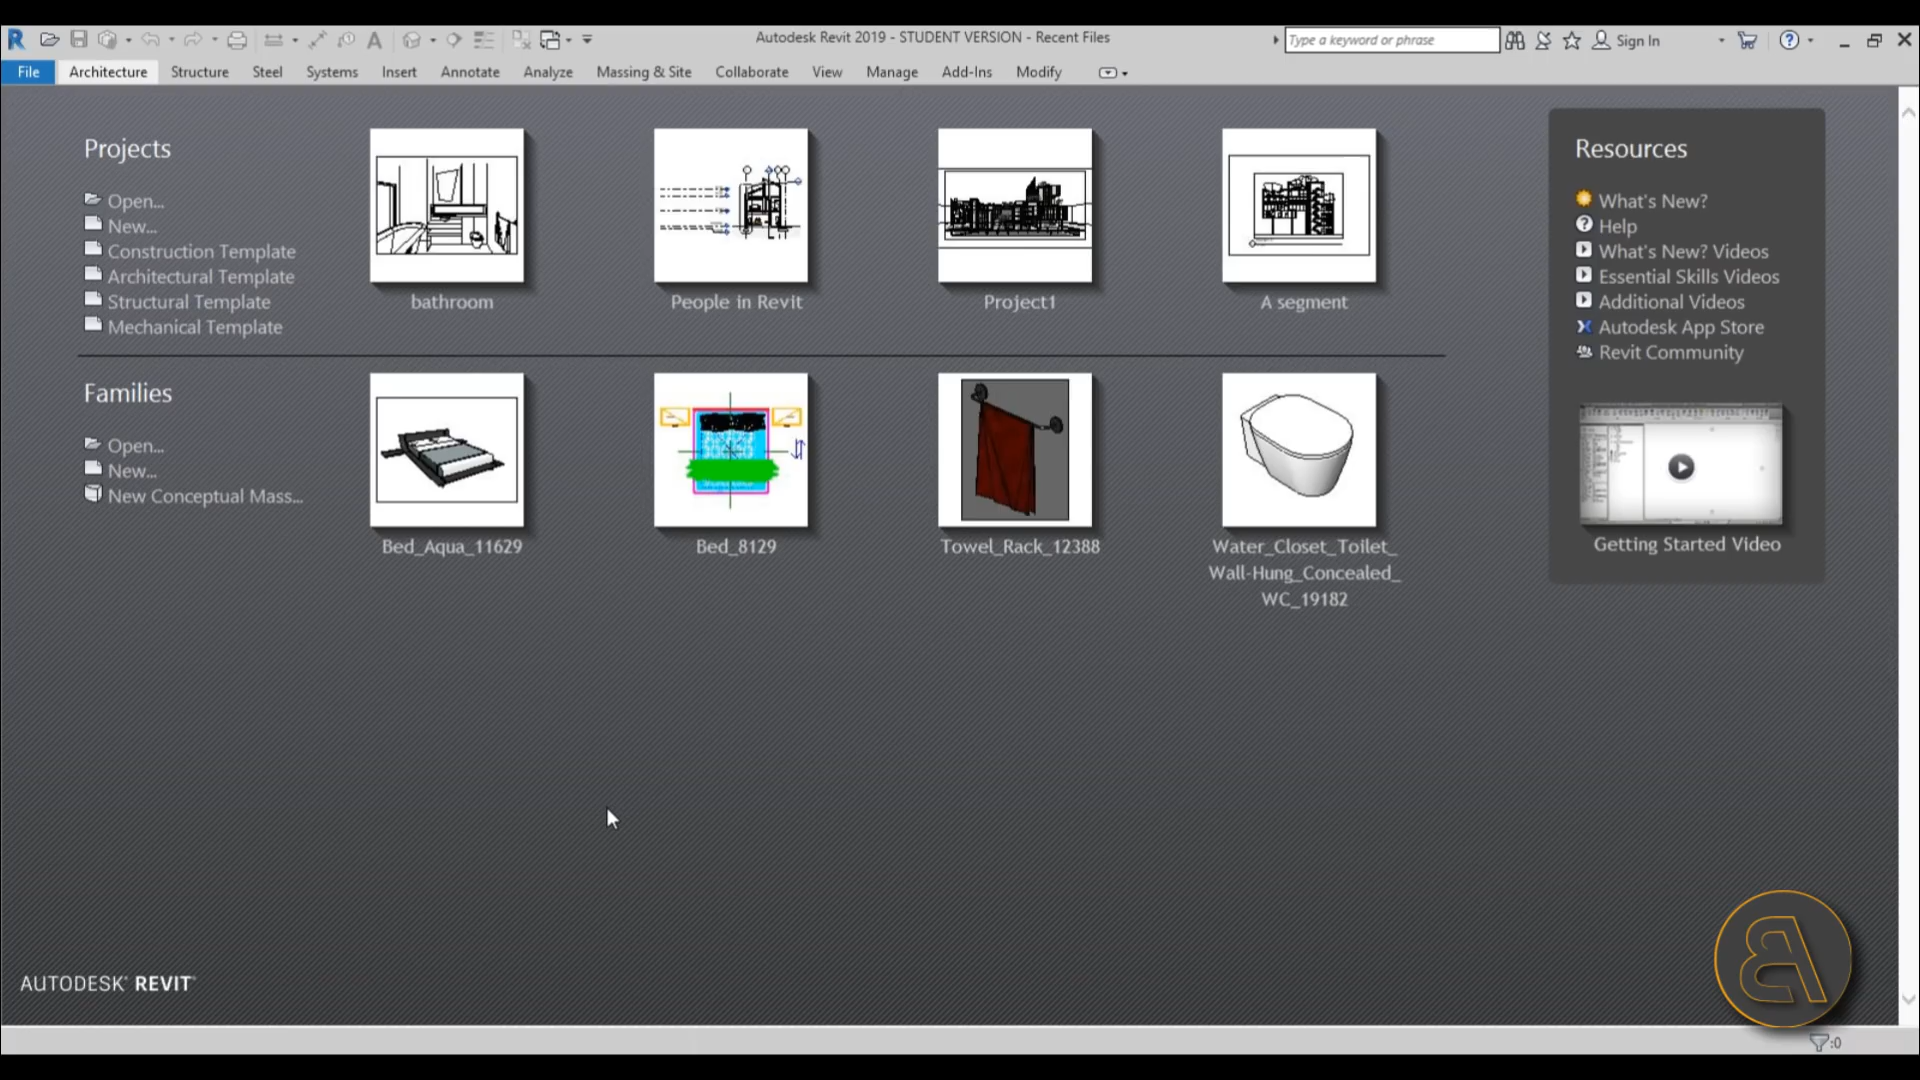 Autodesk Revit 2019 - STUDENT VERSION - Recent Files
Type a keyword or phrase
Sign In
File Architecture Structure Steel Systems Insert Annotate Analyze Massing & Site Collaborate View Manage Add-Ins Modify
Projects
Open...
New...
Construction Template
Architectural Template
Structural Template
Mechanical Template
bathroom
People in Revit
Project1
A segment
Families
Open...
New...
New Conceptual Mass...
Bed_Aqua_11629
Bed_8129
Towel_Rack_12388
Water_Closet_Toilet_
Wall-Hung_Concealed_
WC_19182
Resources
What's New?
Help
What's New? Videos
Essential Skills Videos
Additional Videos
Autodesk App Store
Revit Community
Getting Started Video
AUTODESK® REVIT®
:0